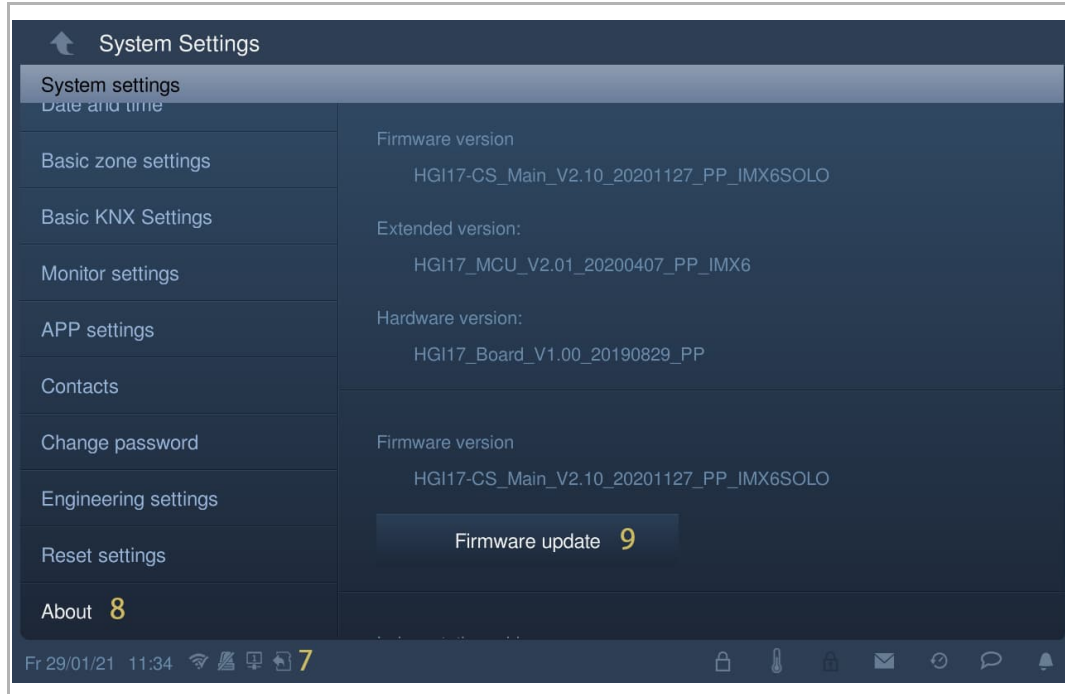 System Settings
System settings
Date and time
Basic zone settings
Basic KNX Settings
Monitor settings
APP settings
Contacts
Change password
Engineering settings
Reset settings
About 8
Firmware version
HGI17-CS_Main_V2.10_20201127_PP_IMX6SOLO
Extended version:
HGI17_MCU_V2.01_20200407_PP_IMX6
Hardware version:
HGI17_Board_V1.00_20190829_PP
Firmware version
HGI17-CS_Main_V2.10_20201127_PP_IMX6SOLO
Firmware update 9
Fr 29/01/21 11:34 1 7